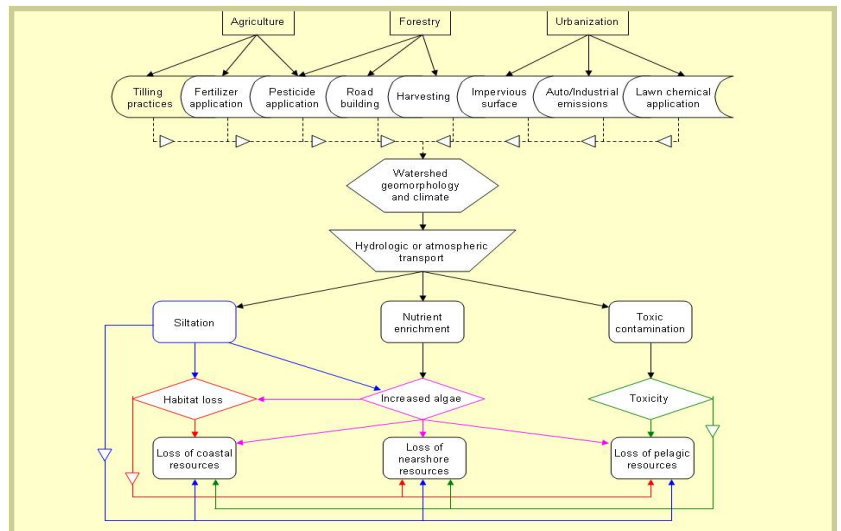 Agriculture
Forestry
Urbanization
Tilling
practices
Fertilizer
application
Pesticide
application
Road
building
Harvesting
Impervious
surface
Auto/Industrial
emissions
Lawn chemical
application
Watershed
geomorphology
and climate
Hydrologic or atmospheric
transport
Siltation
Nutrient
enrichment
Toxic
contamination
Habitat loss
Increased algae
Toxicity
Loss of coastal
resources
Loss of
nearshore
resources
Loss of pelagic
resources